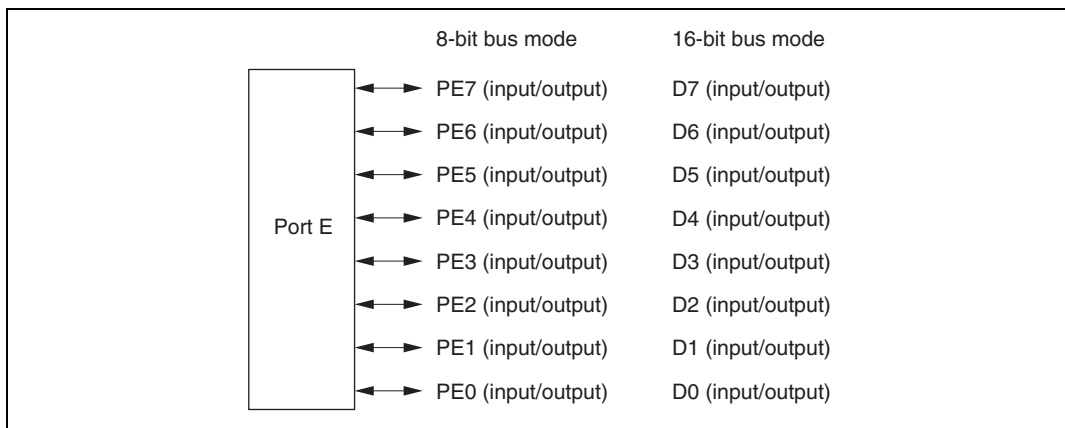 8-bit bus mode 16-bit bus mode
PE7 (input/output) D7 (input/output)
PE6 (input/output) D6 (input/output)
PE5 (input/output) D5 (input/output)
Port E PE4 (input/output) D4 (input/output)
PE3 (input/output) D3 (input/output)
PE2 (input/output) D2 (input/output)
PE1 (input/output) D1 (input/output)
PE0 (input/output) D0 (input/output)